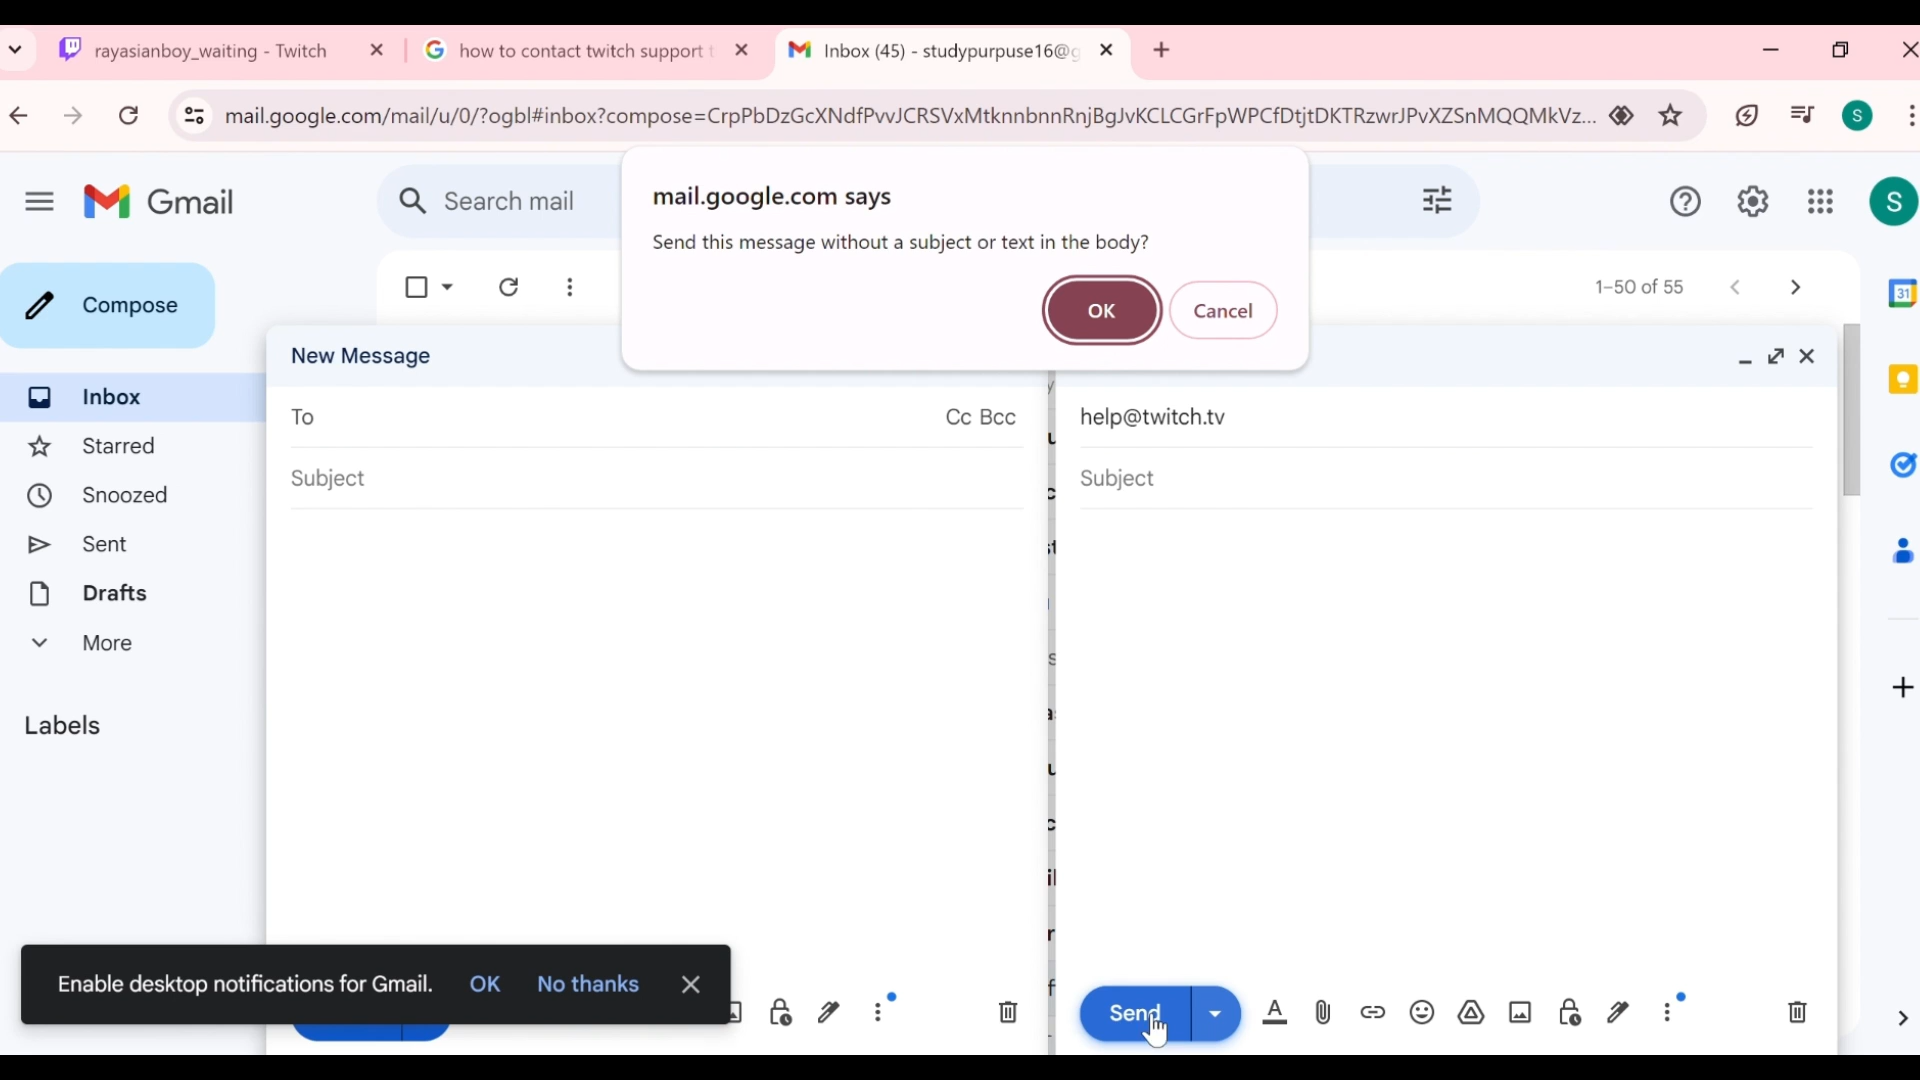 rayasianboy_waiting - Twitch
how to contact twitch support
Inbox (45) - studypurpuse16@g
mail.google.com/mail/u/0/?ogbl#inbox?compose=CrpPbDzGcXNdfPvvJCRSVxMtknnbnnRnjBgJvKCLCGrFpWPCfDtjtDKTRzwrJPvXZSnMQQMkVz...
S
Gmail
Search mail
S
mail.google.com says
Send this message without a subject or text in the body?
OK
Cancel
Compose
1-50 of 55
31
New Message
Inbox
To
Cc Bcc
help@twitch.tv
Starred
Subject
Subject
Snoozed
Sent
Drafts
More
Labels
Enable desktop notifications for Gmail. OK No thanks
Send